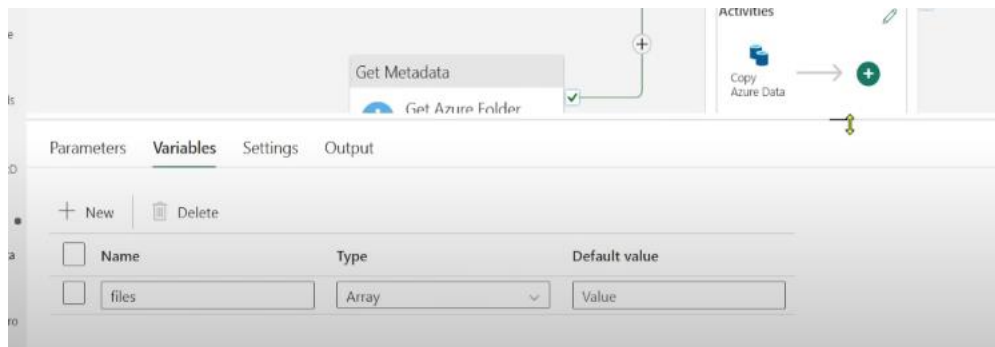 Activities
Get Metadata
Copy
Azure Data
Get Azure Folder
Parameters Variables Settings Output
New Delete
Name Type Default value
files Array Value